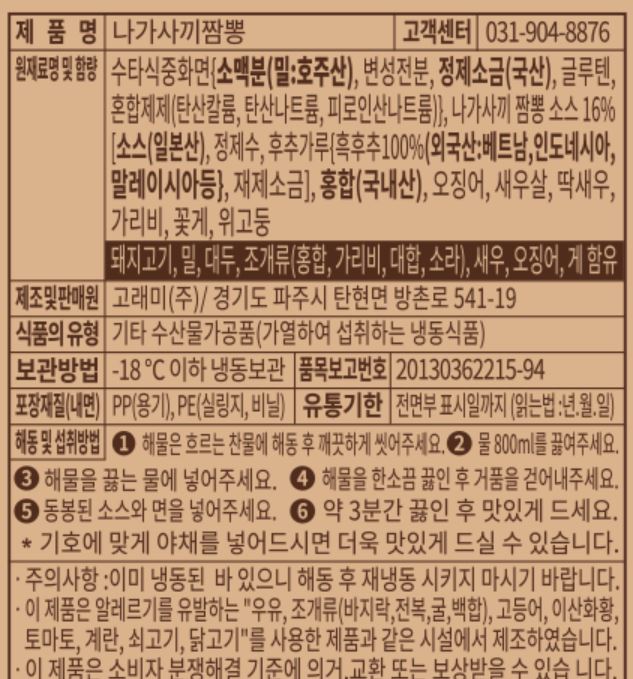 제 품 명 나가사끼짬뽕 고객센터 031-904-8876
원재료명 및 함량 수타식중화면{소맥분(밀:호주산), 변성전분, 정제소금(국산), 글루텐,
혼합제제(탄산칼륨, 탄산나트륨, 피로인산나트륨)}, 나가사끼 짬뽕 소스 16%
[소스(일본산), 정제수, 후추가루{흑후추100%(외국산:베트남,인도네시아,
말레이시아등}, 재제소금], 홍합(국내산), 오징어, 새우살, 딱새우,
가리비, 꽃게, 위고둥
돼지고기, 밀, 대두, 조개류(홍합, 가리비, 대합, 소라), 새우, 오징어, 게 함유
제조및판매원 고래미(주)/ 경기도 파주시 탄현면 방촌로 541-19
식품의 유형 기타 수산물가공품(가열하여 섭취하는 냉동식품)
보관방법 -18℃ 이하 냉동보관 품목보고번호 20130362215-94
포장재질(내면) PP(용기), PE(실링지, 비닐) 유통기한 전면부 표시일까지 (읽는법 :년.월.일)
해동 및 섭취방법 ❶ 해물은 흐르는 찬물에 해동 후 깨끗하게 씻어주세요. ❷ 물 800ml를 끓여주세요.
❸ 해물을 끓는 물에 넣어주세요. ❹ 해물을 한소끔 끓인 후 거품을 걷어내주세요.
❺ 동봉된 소스와 면을 넣어주세요. ❻ 약 3분간 끓인 후 맛있게 드세요.
* 기호에 맞게 야채를 넣어드시면 더욱 맛있게 드실 수 있습니다.
· 주의사항 :이미 냉동된 바 있으니 해동 후 재냉동 시키지 마시기 바랍니다.
· 이 제품은 알레르기를 유발하는 "우유, 조개류(바지락,전복,굴,백합), 고등어, 이산화황,
토마토, 계란, 쇠고기, 닭고기"를 사용한 제품과 같은 시설에서 제조하였습니다.
· 이 제품은 소비자 분쟁해결 기준에 의거,교환 또는 보상받을 수 있습 니다.